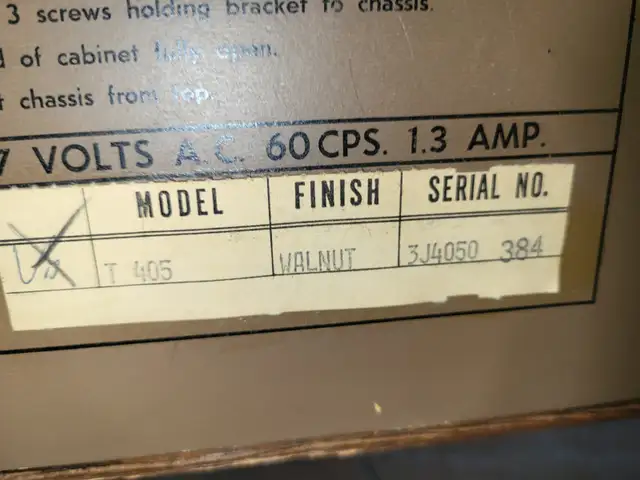 3 screws holding bracket to chassis.
of cabinet fully open.
chassis from top.
7 VOLTS A.C. 60 CPS. 1.3 AMP.
MODEL FINISH SERIAL NO.
T 405 WALNUT 3J4050 384